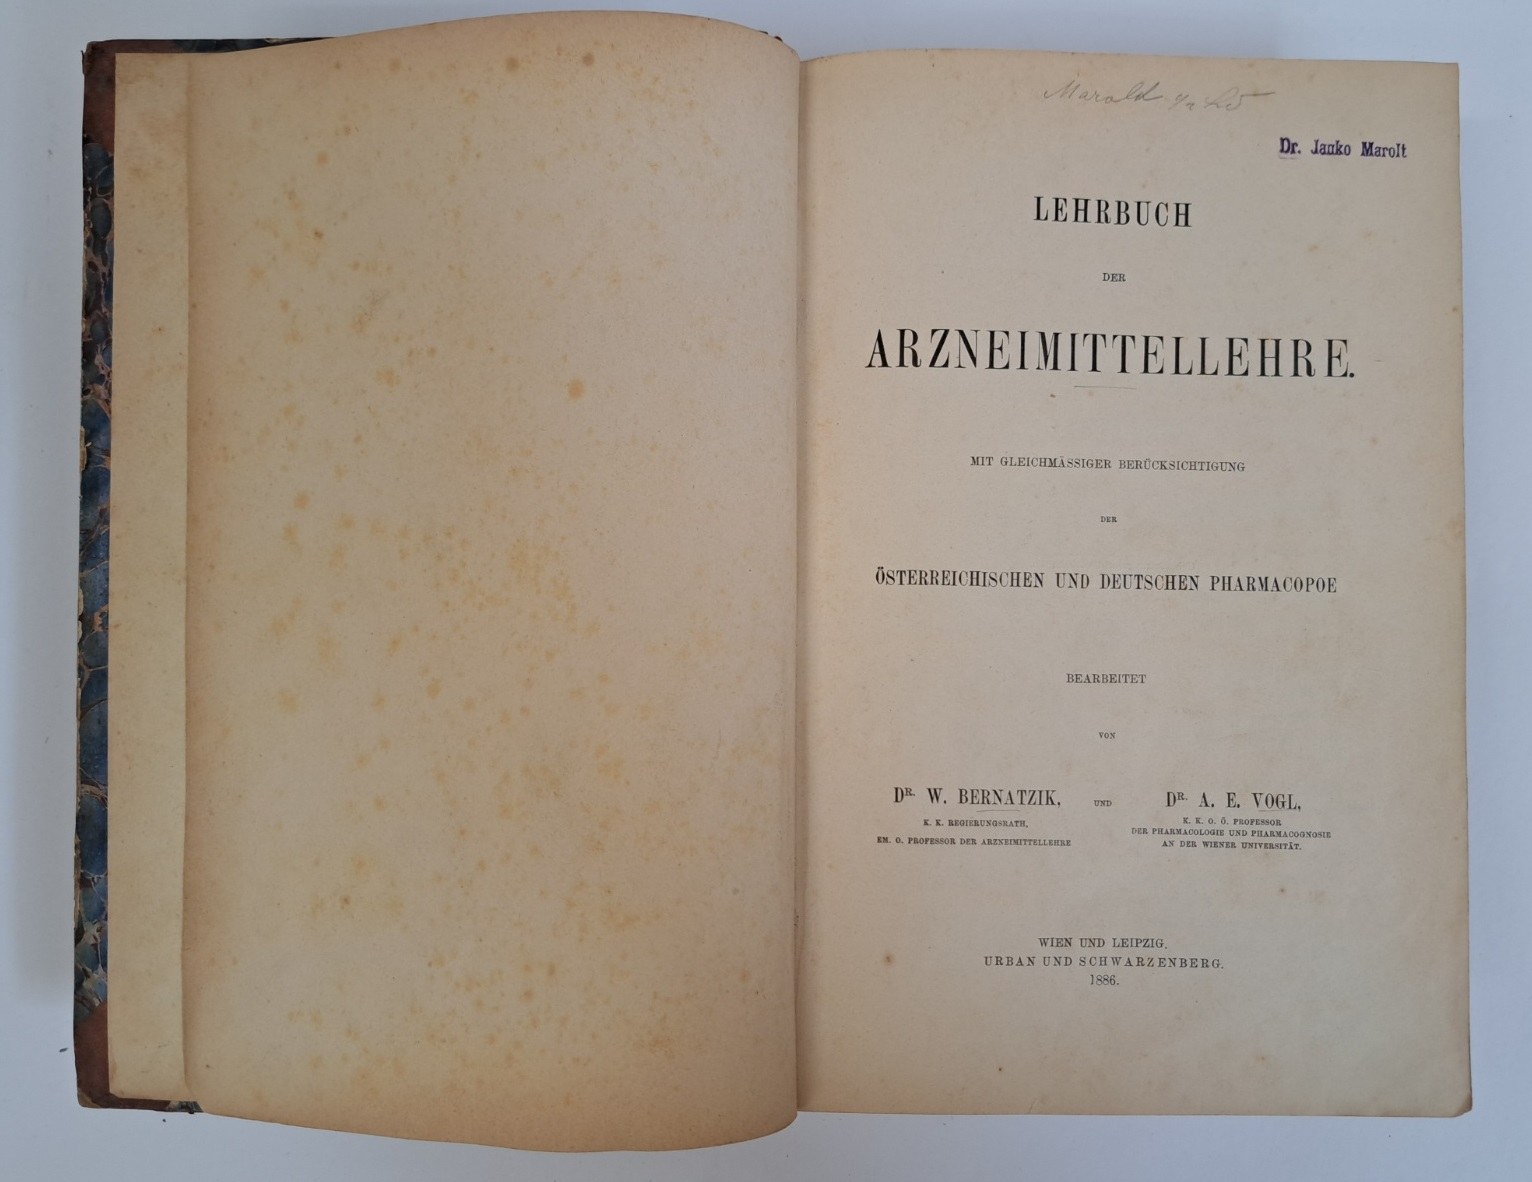 Marold
Dr. Janko Marolt
LEHRBUCH
DER
ARZNEIMITTELLEHRE.
MIT GLEICHMÄSSIGER BERÜCKSICHTIGUNG
DER
ÖSTERREICHISCHEN UND DEUTSCHEN PHARMACOPOE
BEARBEITET
VON
DR. W. BERNATZIK, UND DR. A. E. VOGL,
K. K. REGIERUNGSRATH,
EM. O. PROFESSOR DER ARZNEIMITTELLEHRE
K. K. O. Ö. PROFESSOR
DER PHARMACOLOGIE UND PHARMACOGNOSIE
AN DER WIENER UNIVERSITÄT.
WIEN UND LEIPZIG.
URBAN UND SCHWARZENBERG.
1886.